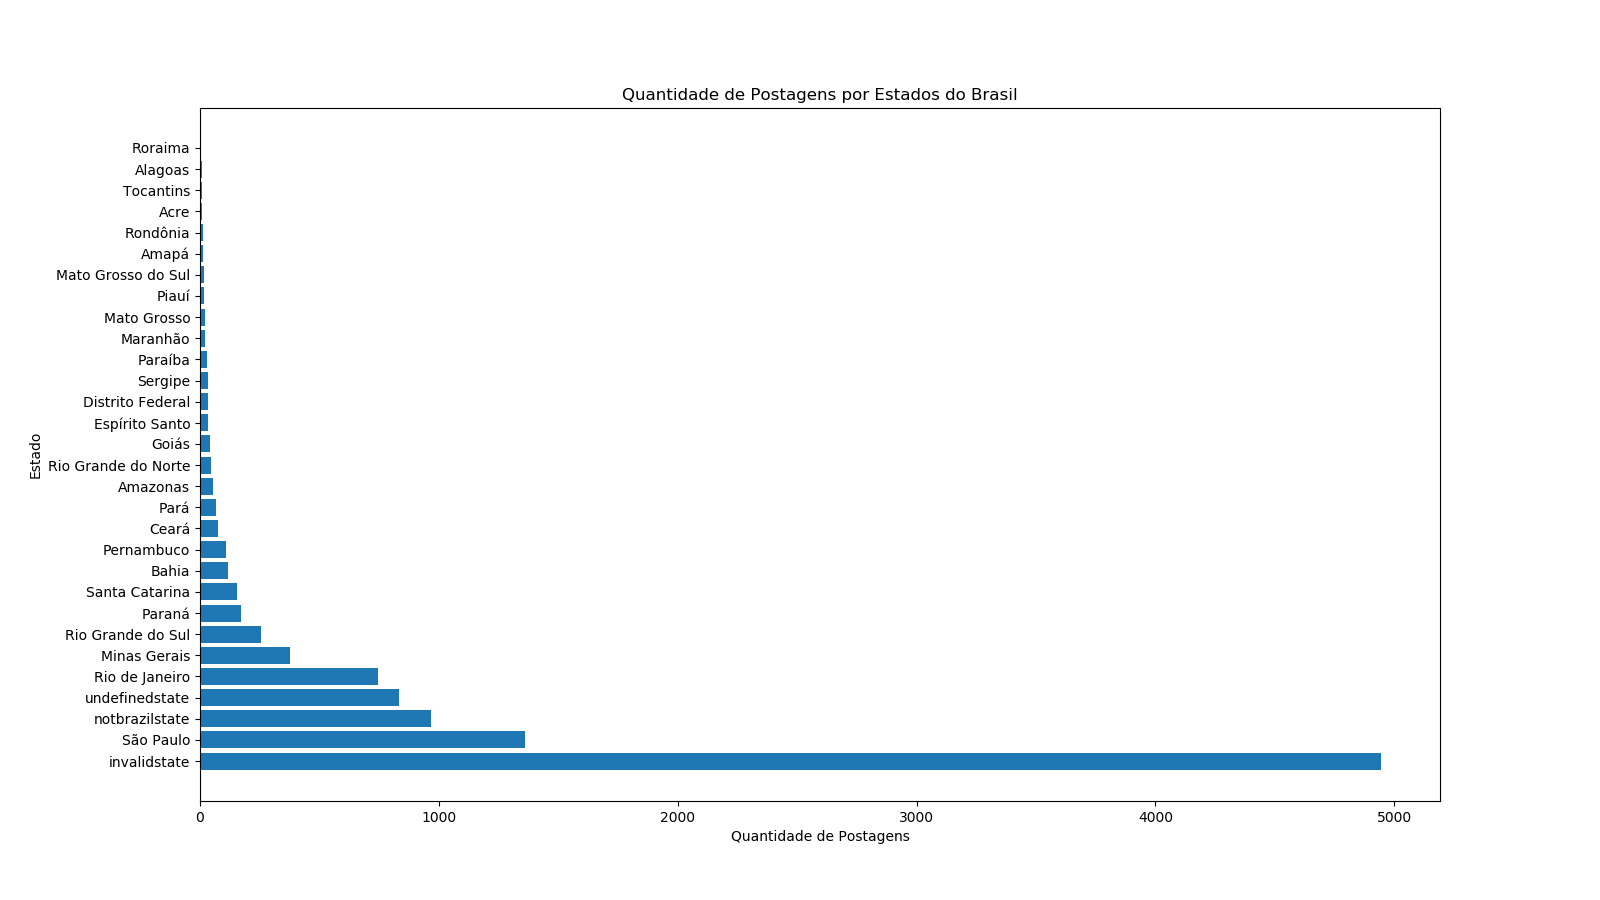 Quantidade de Postagens por Estados do Brasil
Estado
Roraima
Alagoas
Tocantins
Acre
Rondônia
Amapá
Mato Grosso do Sul
Piauí
Mato Grosso
Maranhão
Paraíba
Sergipe
Distrito Federal
Espírito Santo
Goiás
Rio Grande do Norte
Amazonas
Pará
Ceará
Pernambuco
Bahia
Santa Catarina
Paraná
Rio Grande do Sul
Minas Gerais
Rio de Janeiro
undefinedstate
notbrazilstate
São Paulo
invalidstate
0 1000 2000 3000 4000 5000
Quantidade de Postagens